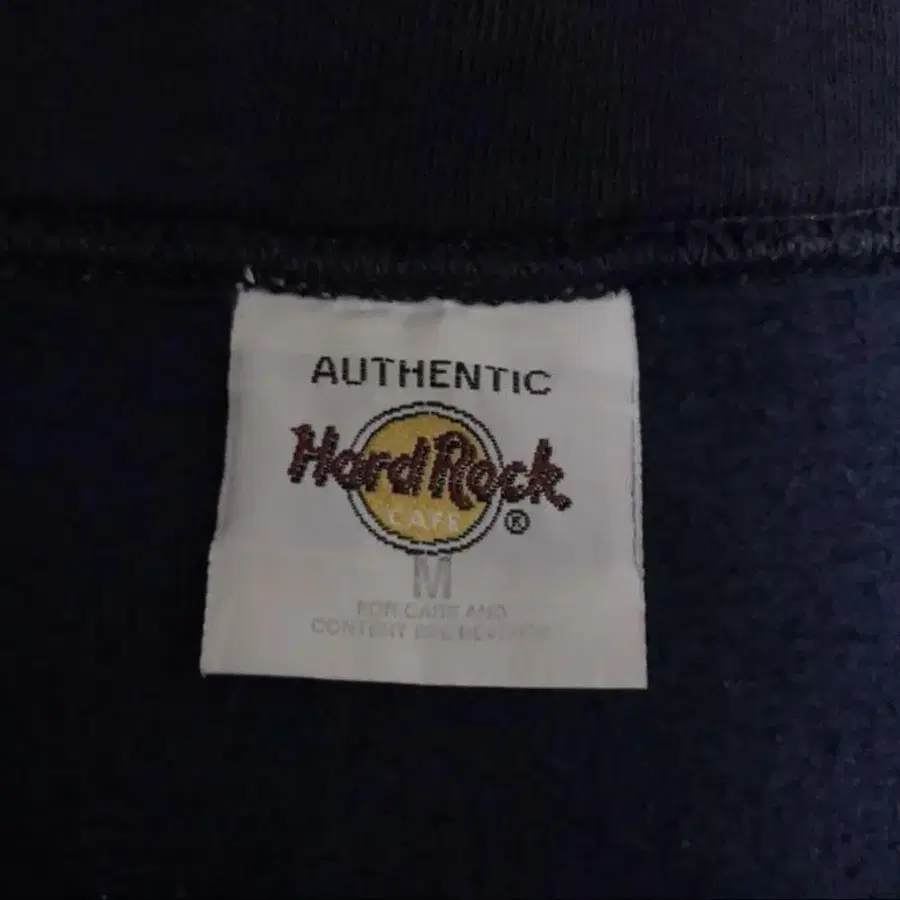 AUTHENTIC
Hard Rock
CAFE ®
M
FOR CARE AND
CONTENT SEE REVERSE